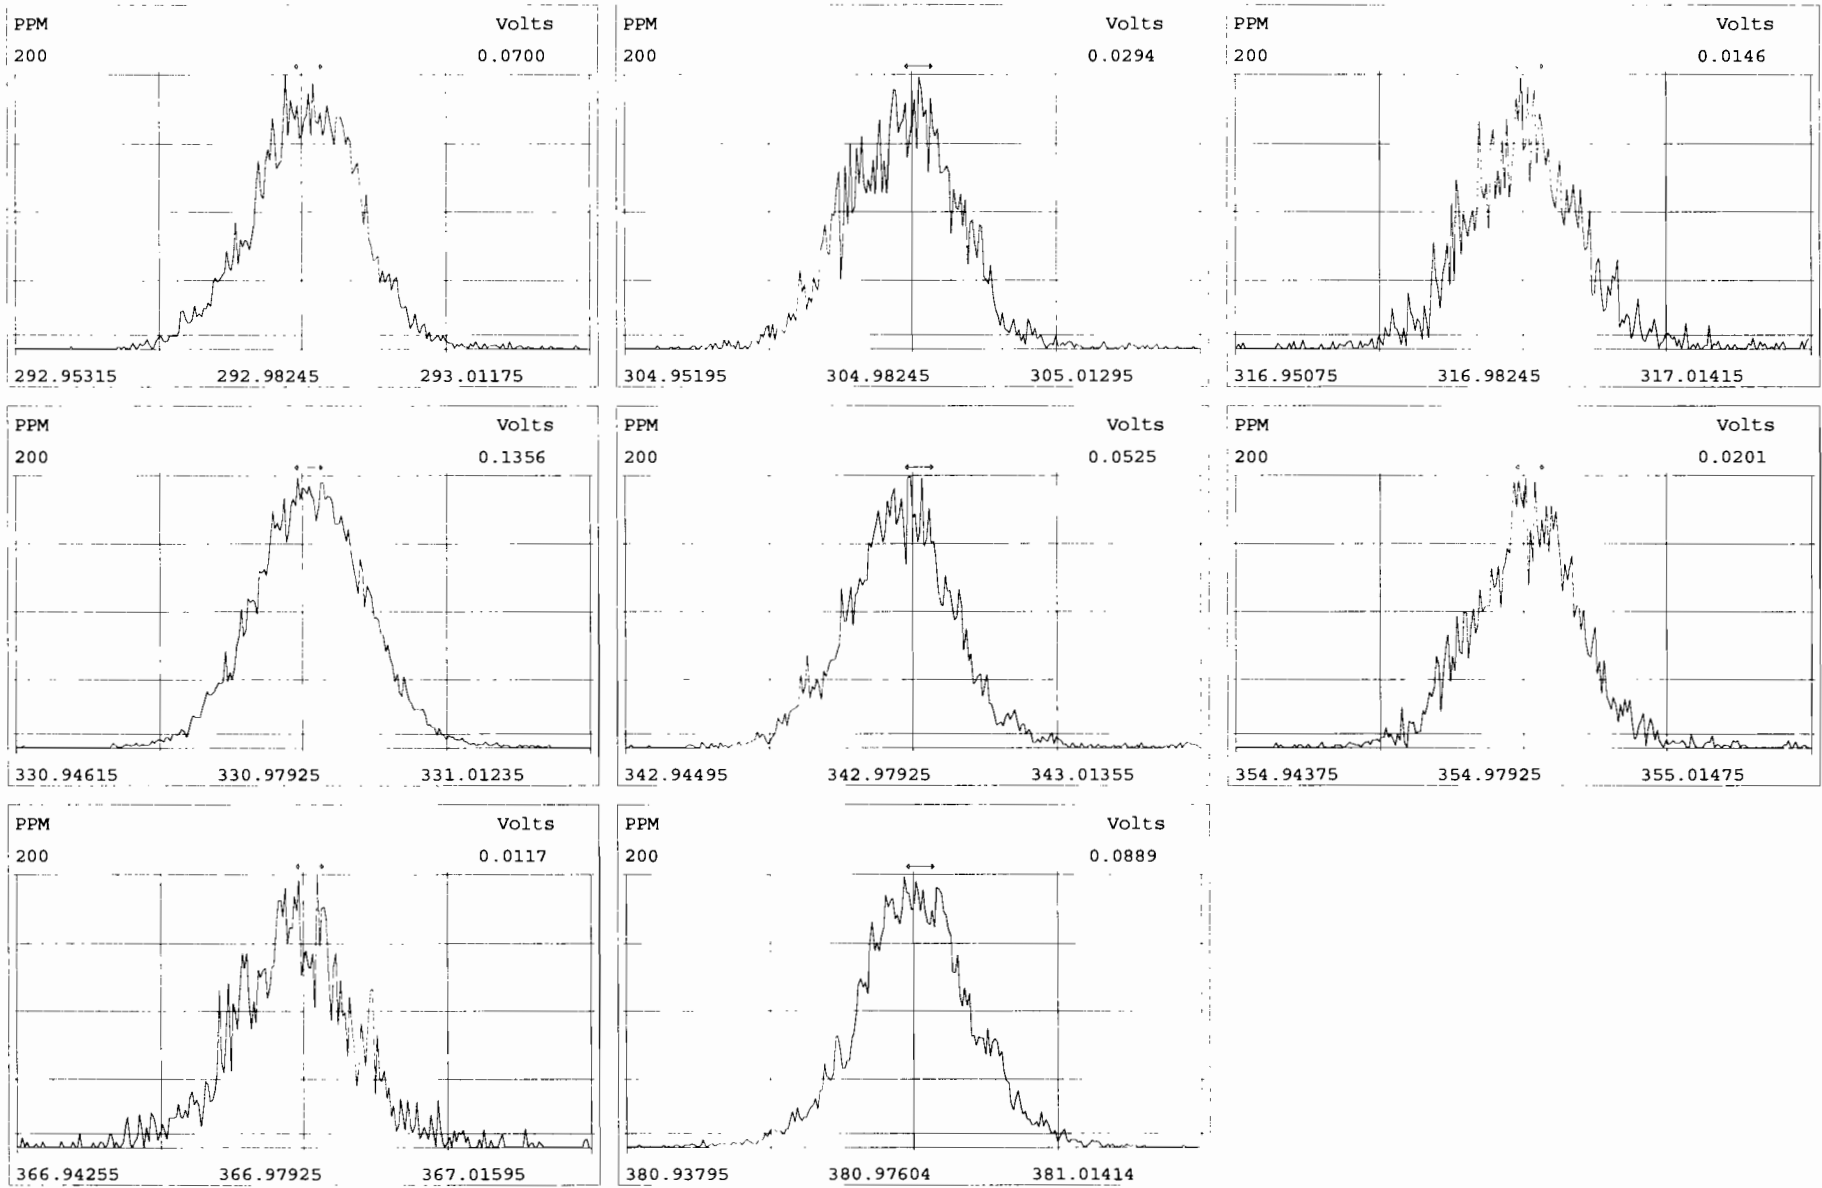 PPM Volts
200 0.0700
292.95315 292.98245 293.01175
PPM Volts
200 0.0294
304.95195 304.98245 305.01295
PPM Volts
200 0.0146
316.95075 316.98245 317.01415
PPM Volts
200 0.1356
330.94615 330.97925 331.01235
PPM Volts
200 0.0525
342.94495 342.97925 343.01355
PPM Volts
200 0.0201
354.94375 354.97925 355.01475
PPM Volts
200 0.0117
366.94255 366.97925 367.01595
PPM Volts
200 0.0889
380.93795 380.97604 381.01414